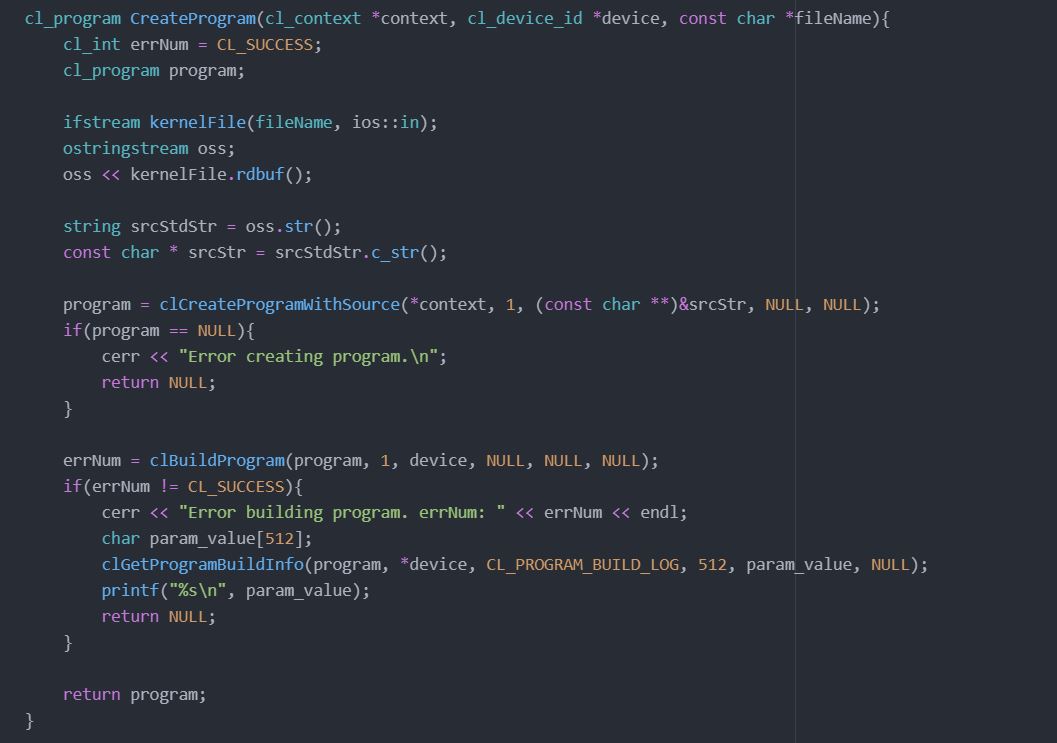 cl_program CreateProgram(cl_context *context, cl_device_id *device, const char *fileName){
    cl_int errNum = CL_SUCCESS;
    cl_program program;

    ifstream kernelFile(fileName, ios::in);
    ostringstream oss;
    oss << kernelFile.rdbuf();

    string srcStdStr = oss.str();
    const char * srcStr = srcStdStr.c_str();

    program = clCreateProgramWithSource(*context, 1, (const char **)&srcStr, NULL, NULL);
    if(program == NULL){
        cerr << "Error creating program.\n";
        return NULL;
    }

    errNum = clBuildProgram(program, 1, device, NULL, NULL, NULL);
    if(errNum != CL_SUCCESS){
        cerr << "Error building program. errNum: " << errNum << endl;
        char param_value[512];
        clGetProgramBuildInfo(program, *device, CL_PROGRAM_BUILD_LOG, 512, param_value, NULL);
        printf("%s\n", param_value);
        return NULL;
    }

    return program;
}